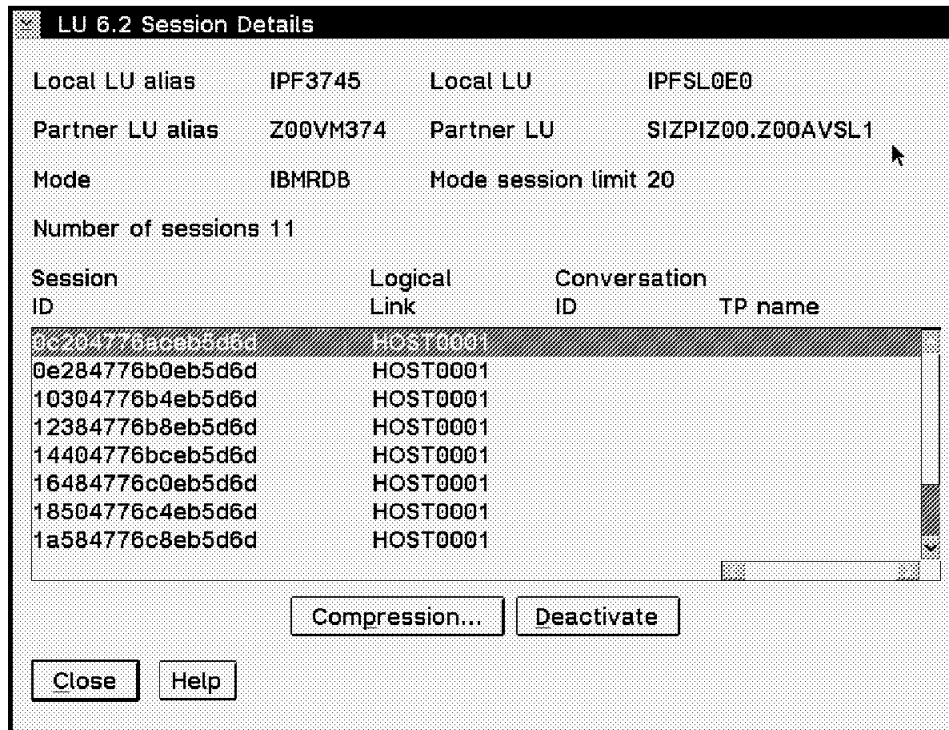 LU 6.2 Session Details
Local LU alias IPF3745 Local LU IPFSL0E0
Partner LU alias Z00VM374 Partner LU SIZPIZ00.Z00AVSL1
Mode IBMRDB Mode session limit 20
Number of sessions 11
Session Logical Conversation
ID Link ID TP name
0c204776aceb5d6d HOST0001
0e284776b0eb5d6d HOST0001
10304776b4eb5d6d HOST0001
12384776b8eb5d6d HOST0001
14404776bceb5d6d HOST0001
16484776c0eb5d6d HOST0001
18504776c4eb5d6d HOST0001
1a584776c8eb5d6d HOST0001
Compression... Deactivate
Close Help